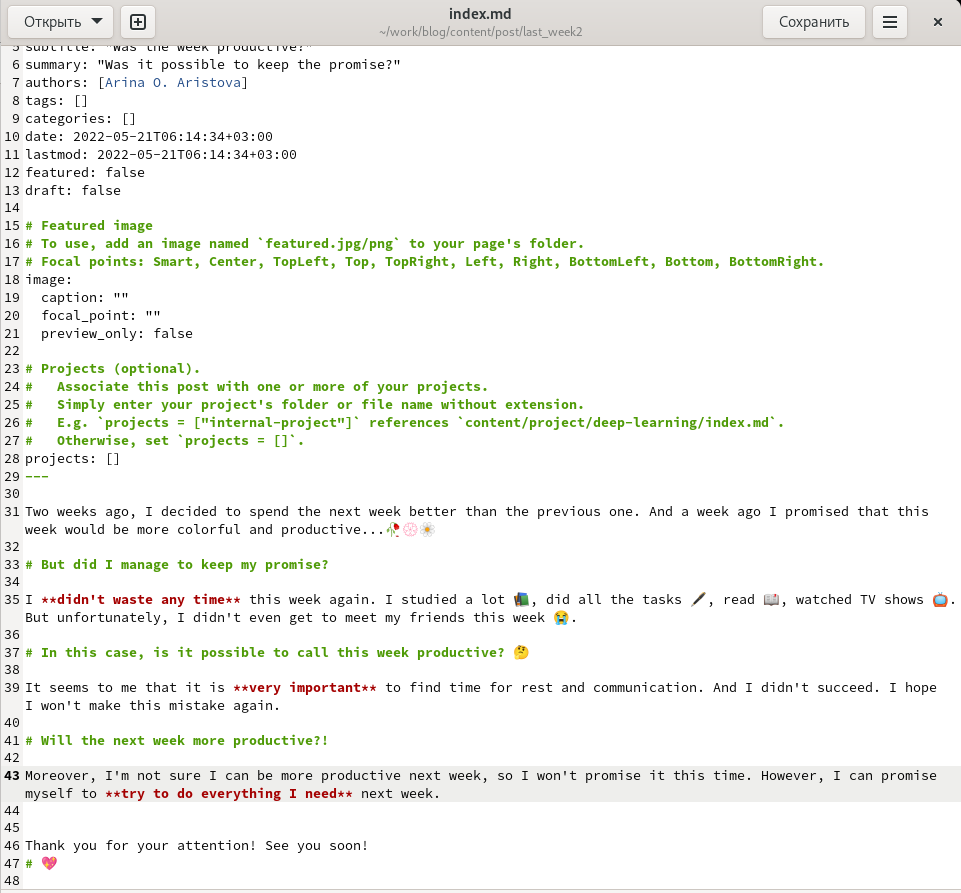 Открыть
index.md
~/work/blog/content/post/last_week2
Сохранить
5 subtitle: "Was the week productive?"
6 summary: "Was it possible to keep the promise?"
7 authors: [Arina O. Aristova]
8 tags: []
9 categories: []
10 date: 2022-05-21T06:14:34+03:00
11 lastmod: 2022-05-21T06:14:34+03:00
12 featured: false
13 draft: false
14
15 # Featured image
16 # To use, add an image named `featured.jpg/png` to your page's folder.
17 # Focal points: Smart, Center, TopLeft, Top, TopRight, Left, Right, BottomLeft, Bottom, BottomRight.
18 image:
19   caption: ""
20   focal_point: ""
21   preview_only: false
22
23 # Projects (optional).
24 #   Associate this post with one or more of your projects.
25 #   Simply enter your project's folder or file name without extension.
26 #   E.g. `projects = ["internal-project"]` references `content/project/deep-learning/index.md`.
27 #   Otherwise, set `projects = []`.
28 projects: []
29 ---
30
31 Two weeks ago, I decided to spend the next week better than the previous one. And a week ago I promised that this
week would be more colorful and productive...🥀💮🌼
32
33 # But did I manage to keep my promise?
34
35 I **didn't waste any time** this week again. I studied a lot 📚, did all the tasks 🖋, read 📖, watched TV shows 📺.
But unfortunately, I didn't even get to meet my friends this week 😭.
36
37 # In this case, is it possible to call this week productive? 🤔
38
39 It seems to me that it is **very important** to find time for rest and communication. And I didn't succeed. I hope
I won't make this mistake again.
40
41 # Will the next week more productive?!
42
43 Moreover, I'm not sure I can be more productive next week, so I won't promise it this time. However, I can promise
myself to **try to do everything I need** next week.
44
45
46 Thank you for your attention! See you soon!
47 # 💖
48